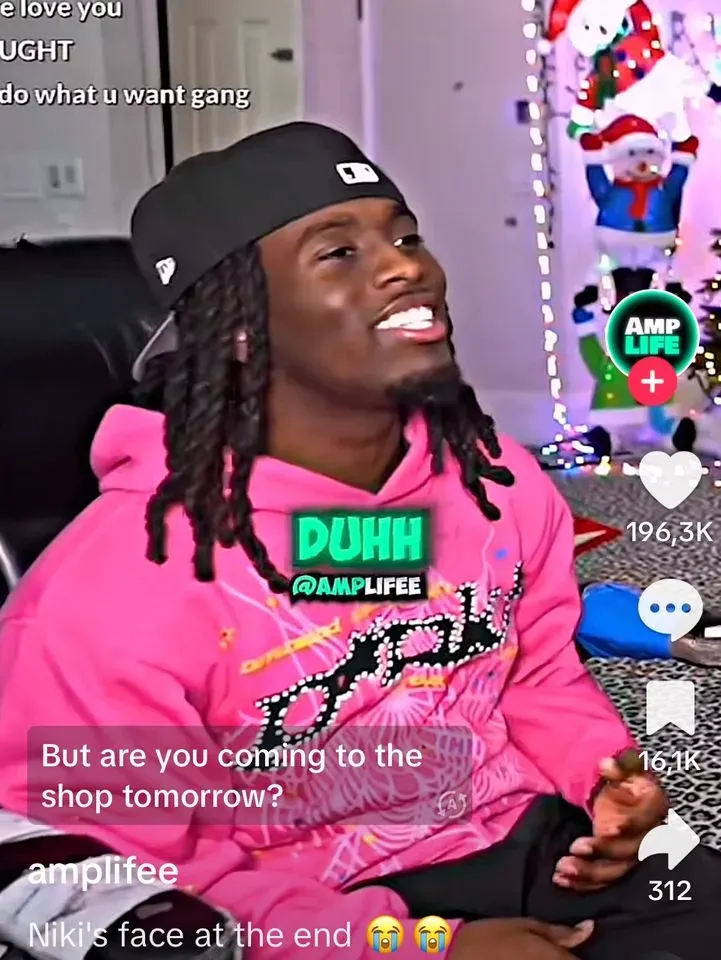 e love you
UGHT
do what u want gang
AMP
LIFE
196,3K
DUHH
@AMPLIFEE
But are you coming to the
shop tomorrow?
16,1K
amplifee
312
Niki's face at the end 😭 😭